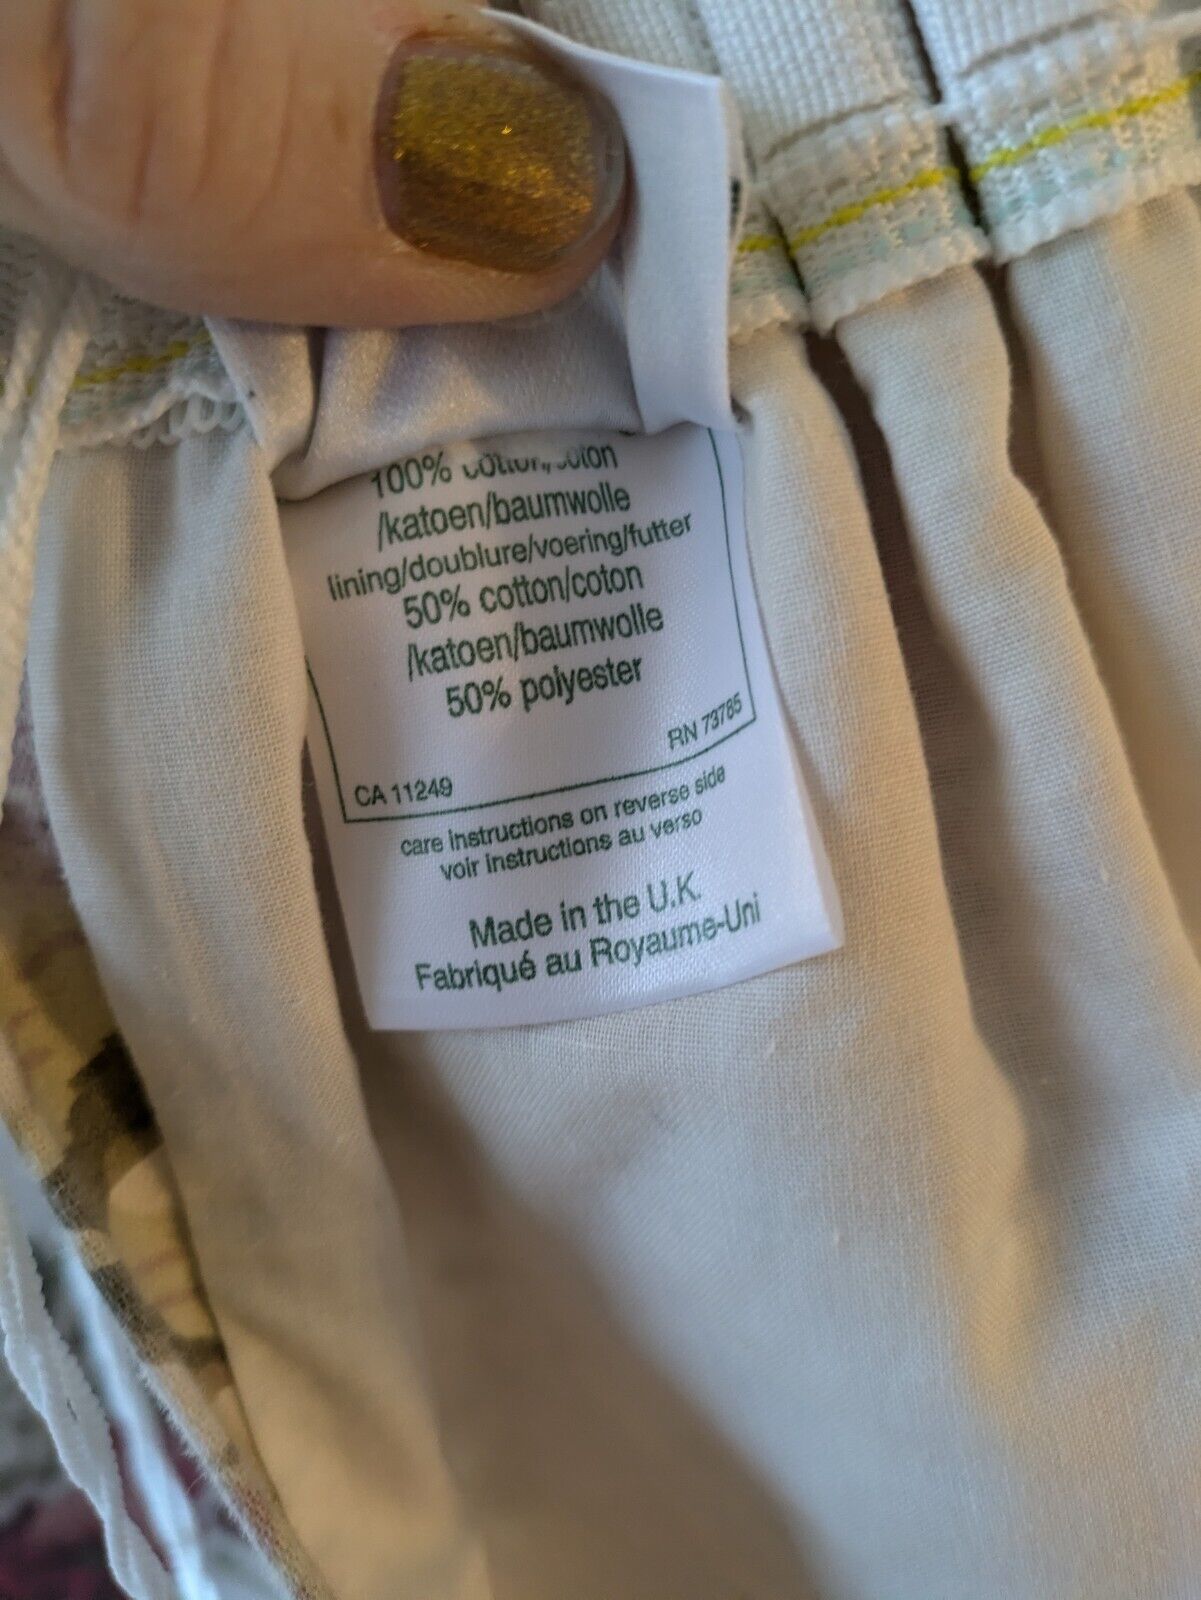 100% cotton/coton
/katoen/baumwolle
lining/doublure/voering/futter
50% cotton/coton
/katoen/baumwolle
50% polyester
RN 73785
CA 11249
care instructions on reverse side
voir instructions au verso
Made in the U.K.
Fabriqué au Royaume-Uni